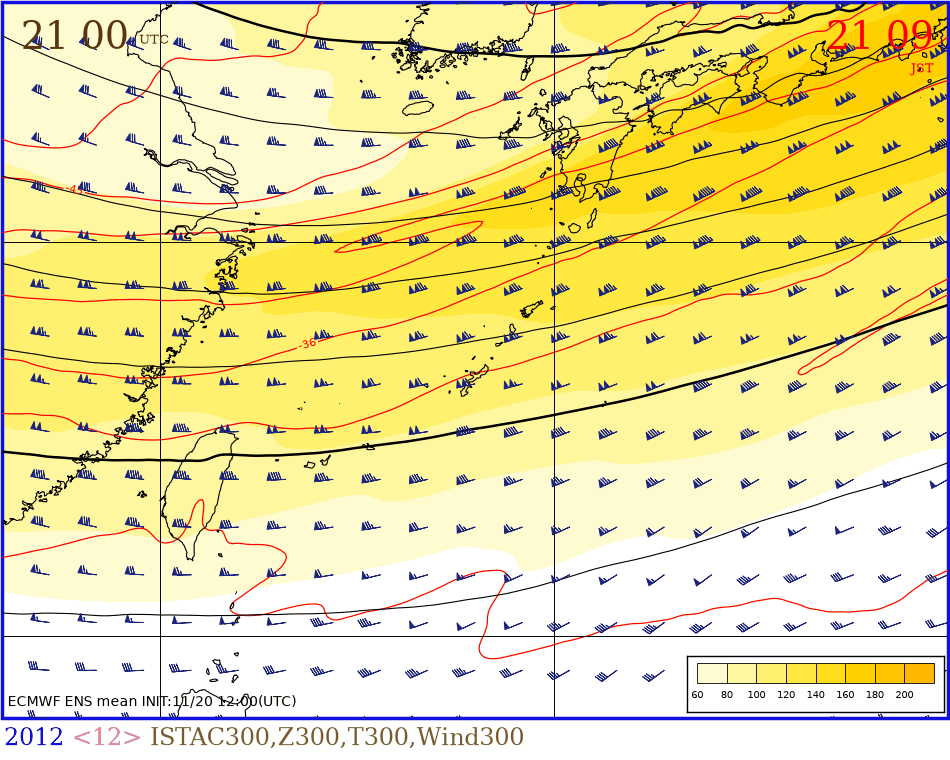 21 00 UTC
21 09
JST
-36
ECMWF ENS mean INIT:11/20 12:00(UTC)
60 80 100 120 140 160 180 200
2012 <12> ISTAC300,Z300,T300,Wind300